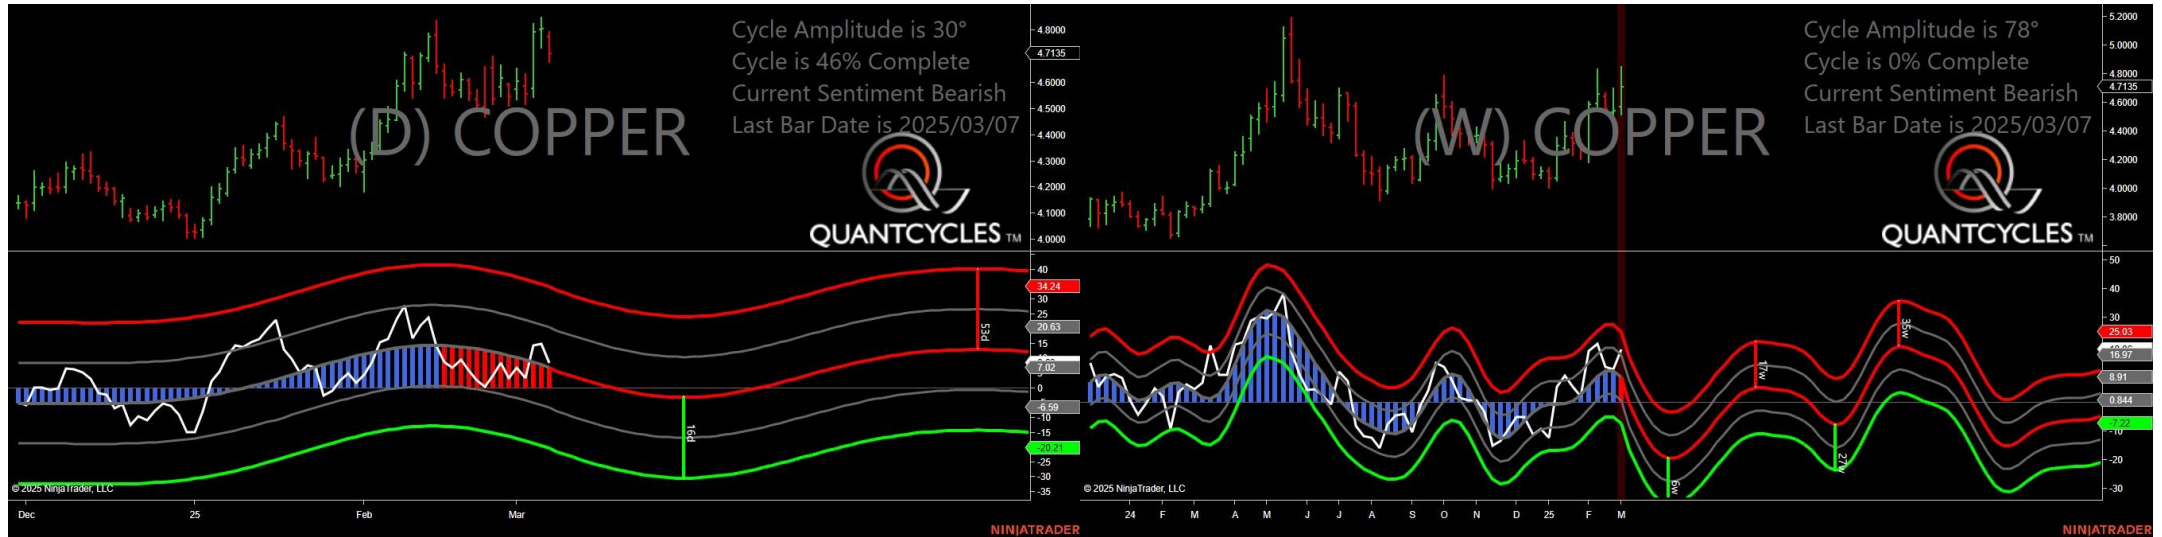 Cycle Amplitude is 30°
Cycle is 46% Complete
Current Sentiment Bearish
Last Bar Date is 2025/03/07
(D) COPPER
QUANTCYCLES TM
4.8000
4.7135
4.6000
4.5000
4.4000
4.3000
4.2000
4.1000
4.0000
40
34.24
30
25
20.63
15
7.02
0
-6.59
-10
-15
-20.21
-25
-30
-35
53d
16d
© 2025 NinjaTrader, LLC
Dec 25 Feb Mar
NINJATRADER
Cycle Amplitude is 78°
Cycle is 0% Complete
Current Sentiment Bearish
Last Bar Date is 2025/03/07
(W) COPPER
QUANTCYCLES TM
5.2000
5.0000
4.8000
4.7135
4.6000
4.4000
4.2000
4.0000
3.8000
50
40
30
25.03
16.97
8.91
0.844
-7.22
-10
-20
-30
17w
35w
27w
6w
© 2025 NinjaTrader, LLC
24 F M A M J J A S O N D 25 F M
NINJATRADER